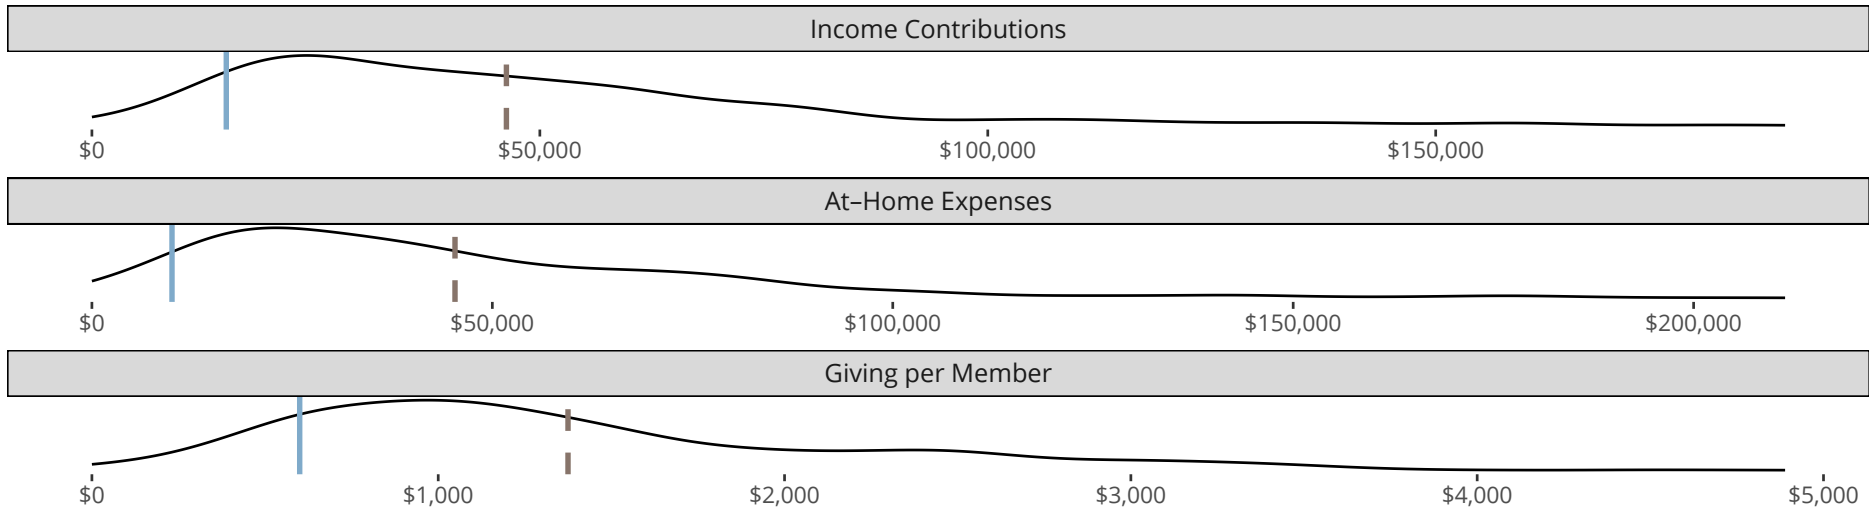 Income Contributions
$0 $50,000 $100,000 $150,000
At–Home Expenses
$0 $50,000 $100,000 $150,000 $200,000
Giving per Member
$0 $1,000 $2,000 $3,000 $4,000 $5,000